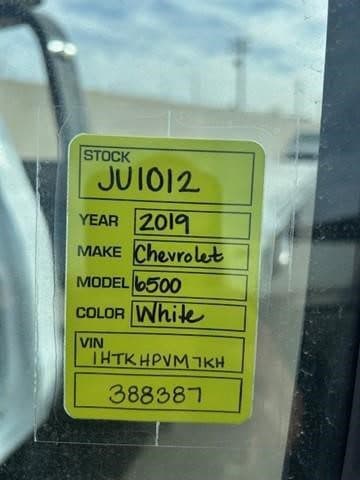 STOCK
JU1012
YEAR 2019
MAKE Chevrolet
MODEL 6500
COLOR White
VIN
1HTKHPVM7KH
388387